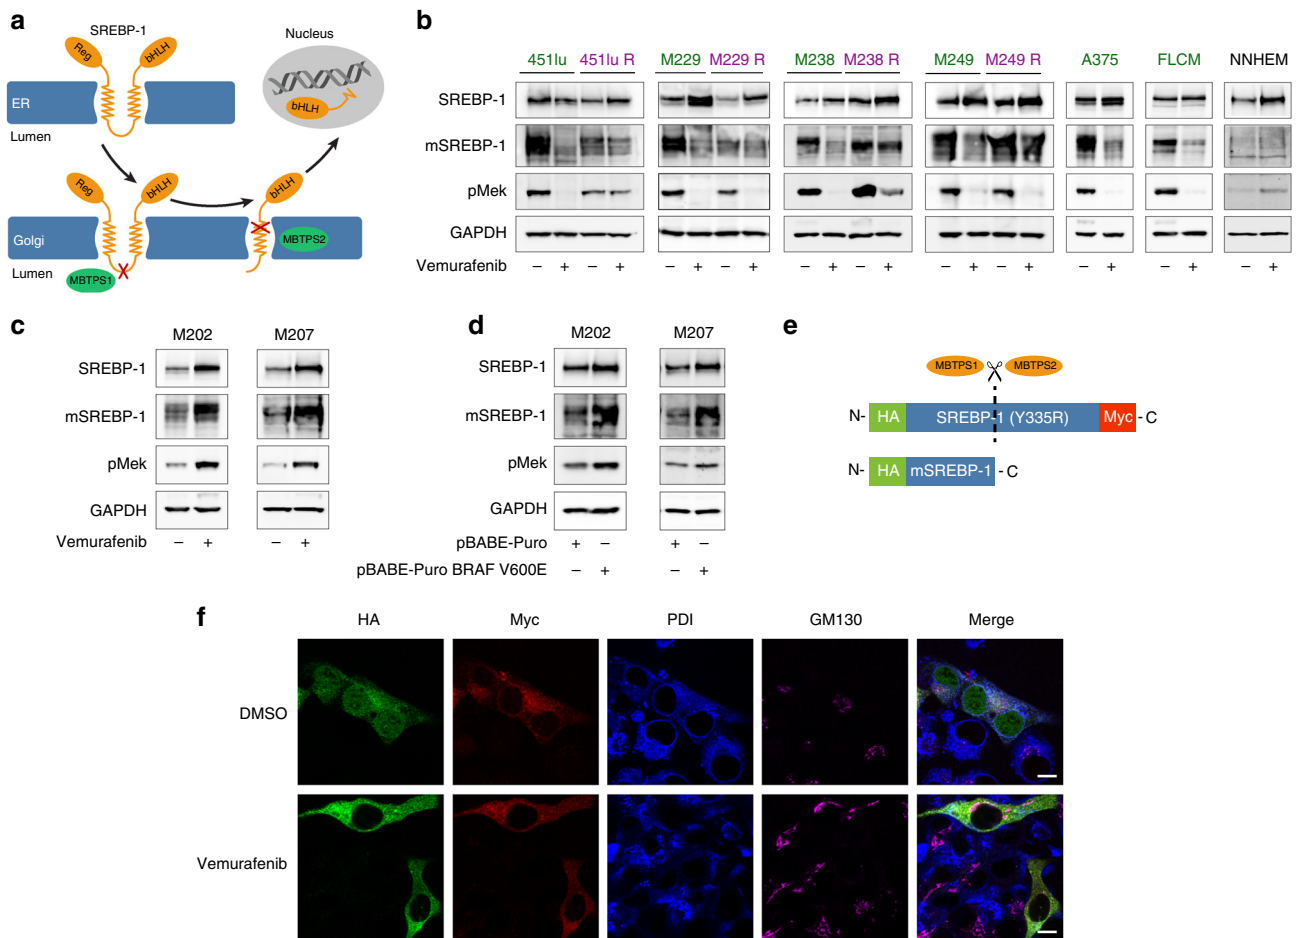 a
SREBP-1
Reg
bHLH
Nucleus
bHLH
ER
Lumen
Reg
bHLH
bHLH
Golgi
MBTPS2
Lumen
MBTPS1
b
451lu 451lu R M229 M229 R M238 M238 R M249 M249 R A375 FLCM NNHEM
SREBP-1
mSREBP-1
pMek
GAPDH
Vemurafenib – + – + – + – + – + – + – + – + – + – + – +
c
M202 M207
SREBP-1
mSREBP-1
pMek
GAPDH
Vemurafenib – + – +
d
M202 M207
SREBP-1
mSREBP-1
pMek
GAPDH
pBABE-Puro + – + –
pBABE-Puro BRAF V600E – + – +
e
MBTPS1 MBTPS2
N- HA SREBP-1 (Y335R) Myc - C
N- HA mSREBP-1 - C
f
HA Myc PDI GM130 Merge
DMSO
Vemurafenib